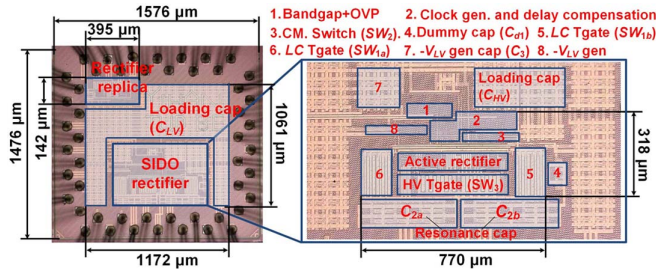 1576 µm
395 µm
1476 µm
142 µm
Rectifier
replica
Loading cap
(C_LV)
SIDO
rectifier
1061 µm
1172 µm
1.Bandgap+OVP 2. Clock gen. and delay compensation
3.CM. Switch (SW2). 4.Dummy cap (Cd1) 5.LC Tgate (SW1b)
6. LC Tgate (SW1a) 7. -VLV gen cap (C3) 8. -VLV gen
7
Loading cap
(CHV)
1
2
8
3
Active rectifier
6
HV Tgate (SW3)
5
4
C2a
C2b
Resonance cap
318 µm
770 µm